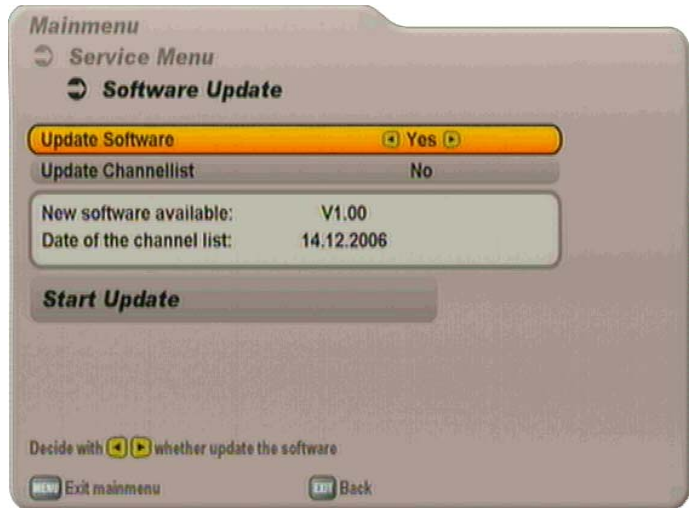 Mainmenu
Service Menu
Software Update
Update Software Yes
Update Channellist No
New software available: V1.00
Date of the channel list: 14.12.2006
Start Update
Decide with whether update the software
MENU Exit mainmenu EXIT Back